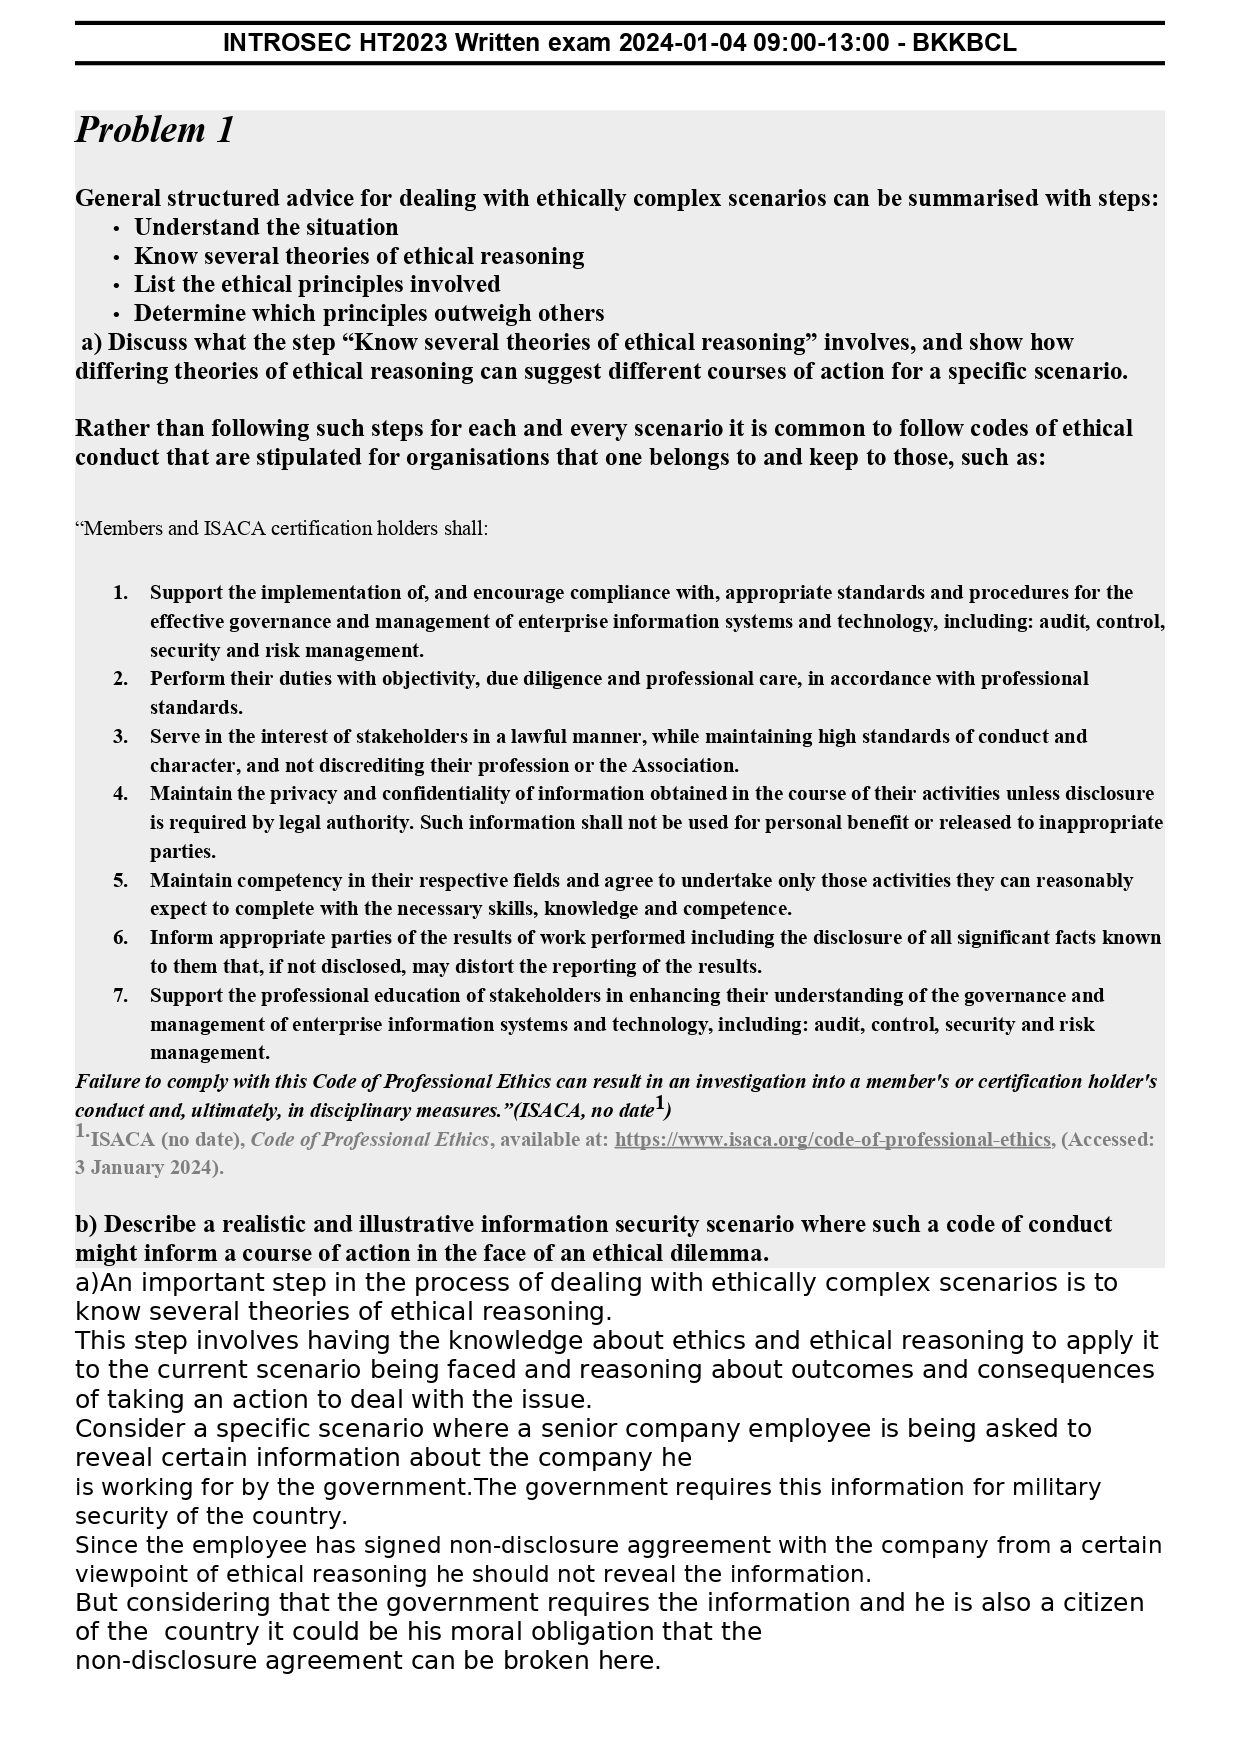 INTROSEC HT2023 Written exam 2024-01-04 09:00-13:00 - BKKBCL
Problem 1
General structured advice for dealing with ethically complex scenarios can be summarised with steps:
• Understand the situation
• Know several theories of ethical reasoning
• List the ethical principles involved
• Determine which principles outweigh others
a) Discuss what the step “Know several theories of ethical reasoning” involves, and show how
differing theories of ethical reasoning can suggest different courses of action for a specific scenario.
Rather than following such steps for each and every scenario it is common to follow codes of ethical
conduct that are stipulated for organisations that one belongs to and keep to those, such as:
“Members and ISACA certification holders shall:
1. Support the implementation of, and encourage compliance with, appropriate standards and procedures for the
effective governance and management of enterprise information systems and technology, including: audit, control,
security and risk management.
2. Perform their duties with objectivity, due diligence and professional care, in accordance with professional
standards.
3. Serve in the interest of stakeholders in a lawful manner, while maintaining high standards of conduct and
character, and not discrediting their profession or the Association.
4. Maintain the privacy and confidentiality of information obtained in the course of their activities unless disclosure
is required by legal authority. Such information shall not be used for personal benefit or released to inappropriate
parties.
5. Maintain competency in their respective fields and agree to undertake only those activities they can reasonably
expect to complete with the necessary skills, knowledge and competence.
6. Inform appropriate parties of the results of work performed including the disclosure of all significant facts known
to them that, if not disclosed, may distort the reporting of the results.
7. Support the professional education of stakeholders in enhancing their understanding of the governance and
management of enterprise information systems and technology, including: audit, control, security and risk
management.
Failure to comply with this Code of Professional Ethics can result in an investigation into a member's or certification holder's
conduct and, ultimately, in disciplinary measures.”(ISACA, no date1)
1.ISACA (no date), Code of Professional Ethics, available at: https://www.isaca.org/code-of-professional-ethics, (Accessed:
3 January 2024).
b) Describe a realistic and illustrative information security scenario where such a code of conduct
might inform a course of action in the face of an ethical dilemma.
a)An important step in the process of dealing with ethically complex scenarios is to
know several theories of ethical reasoning.
This step involves having the knowledge about ethics and ethical reasoning to apply it
to the current scenario being faced and reasoning about outcomes and consequences
of taking an action to deal with the issue.
Consider a specific scenario where a senior company employee is being asked to
reveal certain information about the company he
is working for by the government.The government requires this information for military
security of the country.
Since the employee has signed non-disclosure aggreement with the company from a certain
viewpoint of ethical reasoning he should not reveal the information.
But considering that the government requires the information and he is also a citizen
of the  country it could be his moral obligation that the
non-disclosure agreement can be broken here.